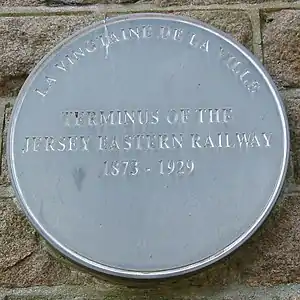 LA VINGTAINE DE LA VILLE
TERMINUS OF THE
JERSEY EASTERN RAILWAY
1873 - 1929